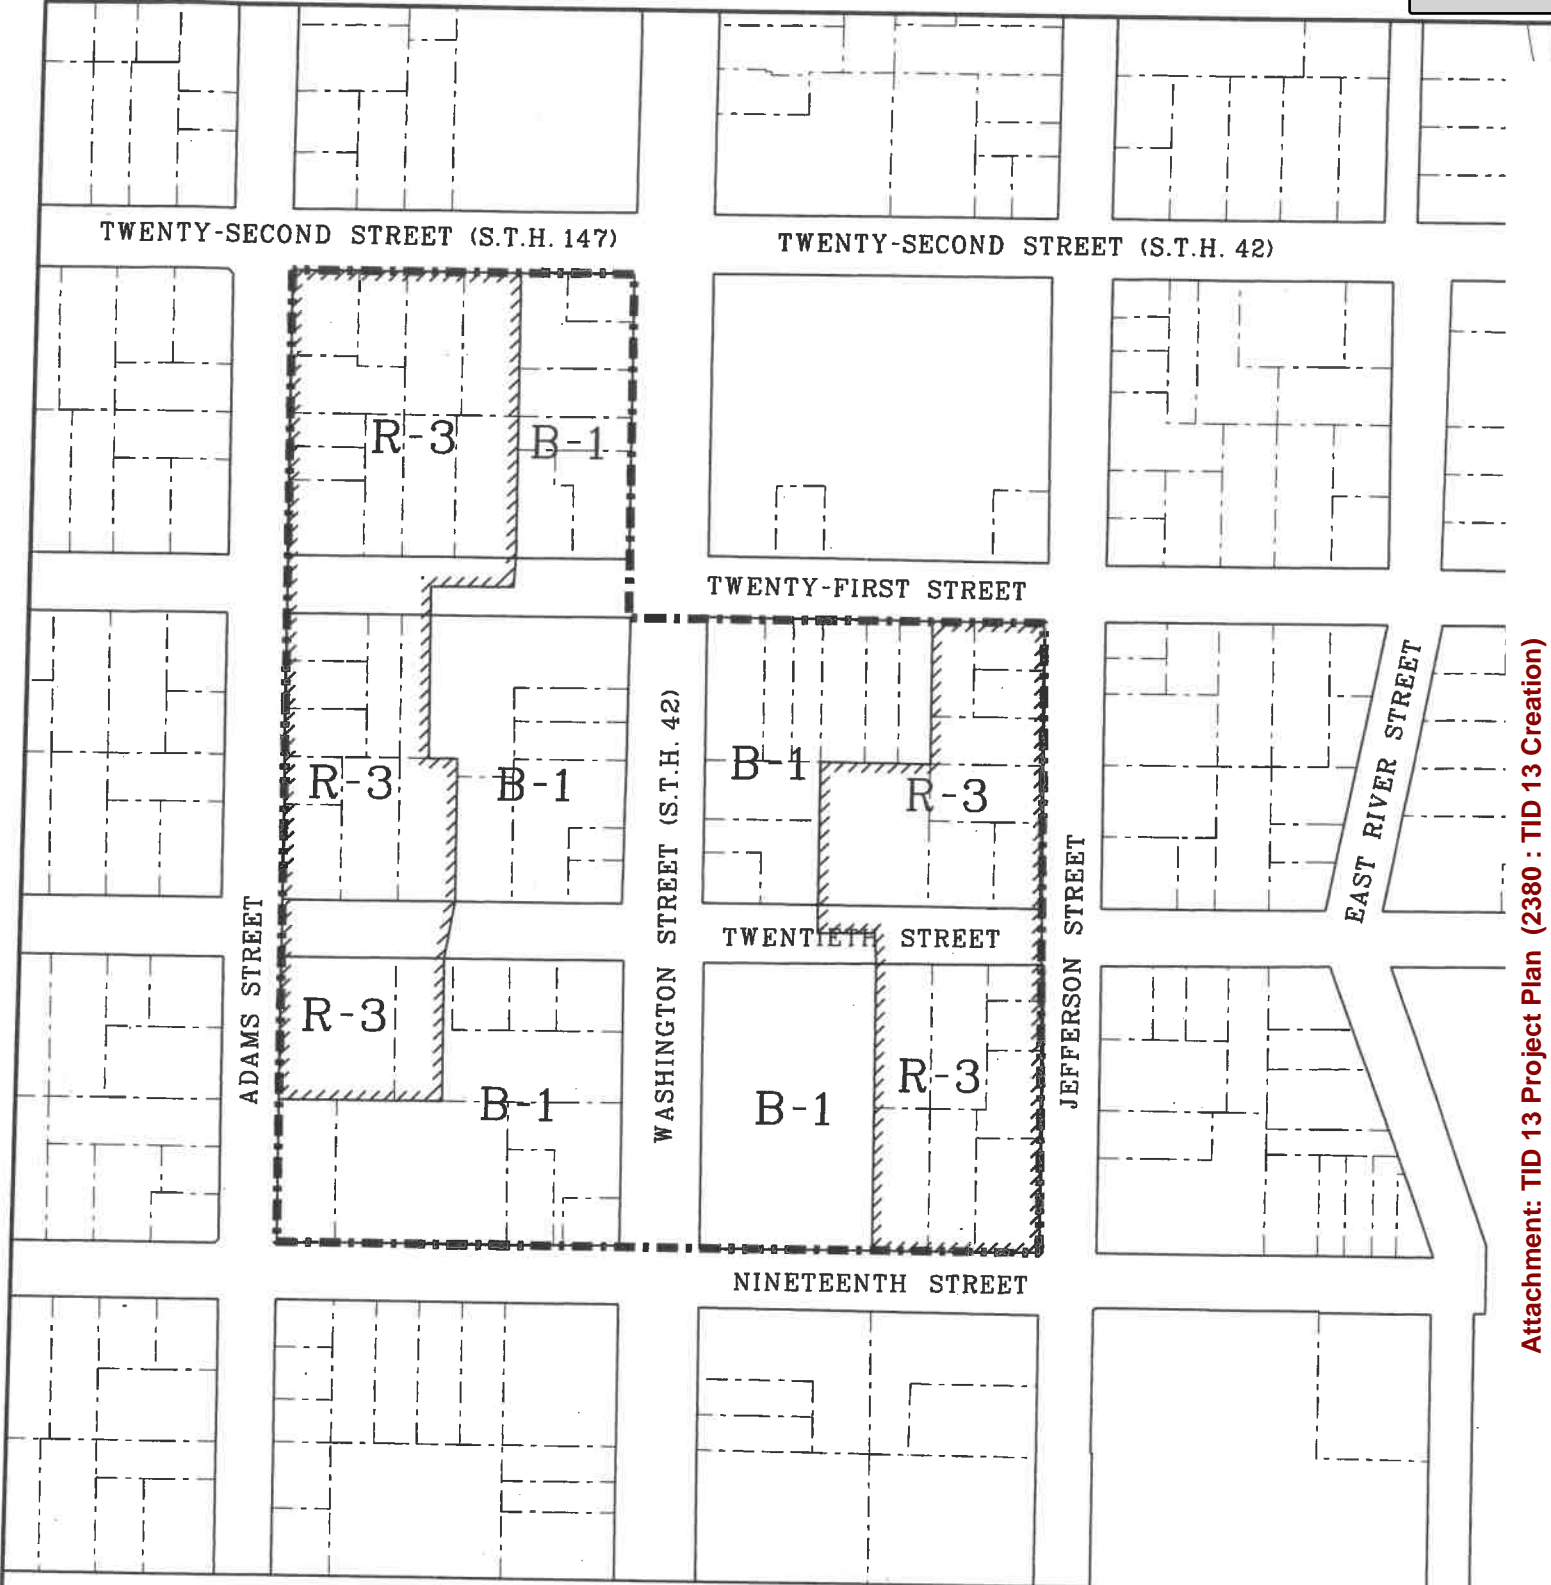 TWENTY-SECOND STREET (S.T.H. 147)
TWENTY-SECOND STREET (S.T.H. 42)
R-3
B-1
TWENTY-FIRST STREET
EAST RIVER STREET
WASHINGTON STREET (S.T.H. 42)
R-3
B-1
B-1
R-3
ADAMS STREET
TWENTIETH STREET
JEFFERSON STREET
R-3
B-1
B-1
R-3
NINETEENTH STREET
Attachment: TID 13 Project Plan (2380 : TID 13 Creation)